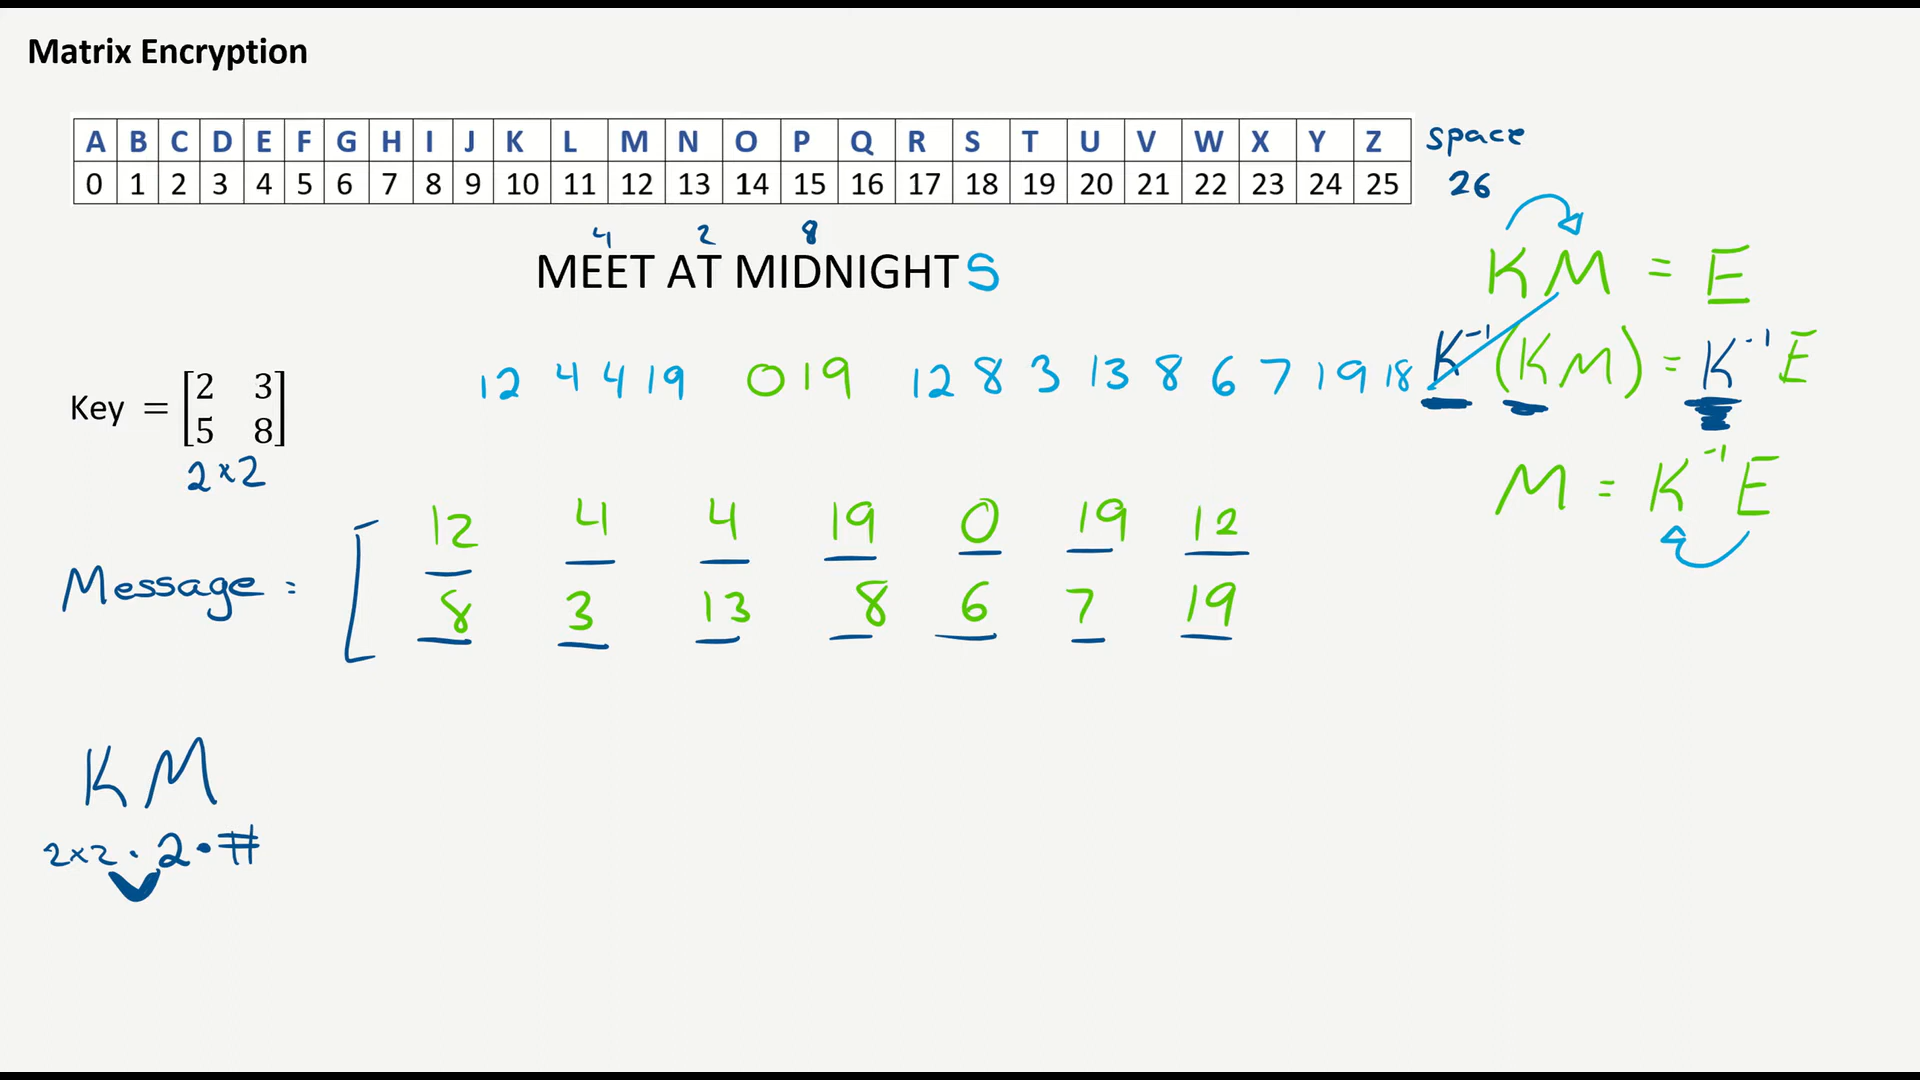 Matrix Encryption
A B C D E F G H I J K L M N O P Q R S T U V W X Y Z space
0 1 2 3 4 5 6 7 8 9 10 11 12 13 14 15 16 17 18 19 20 21 22 23 24 25 26
4 2 8
MEET AT MIDNIGHT S
KM = E
12 4 4 19 0 19 12 8 3 13 8 6 7 19 18
K⁻¹ (KM) = K⁻¹ E
Key = [2 3
5 8]
2×2
M = K⁻¹ E
Message : [12 4 4 19 0 19 12
8 3 13 8 6 7 19
KM
2×2 · 2 · #